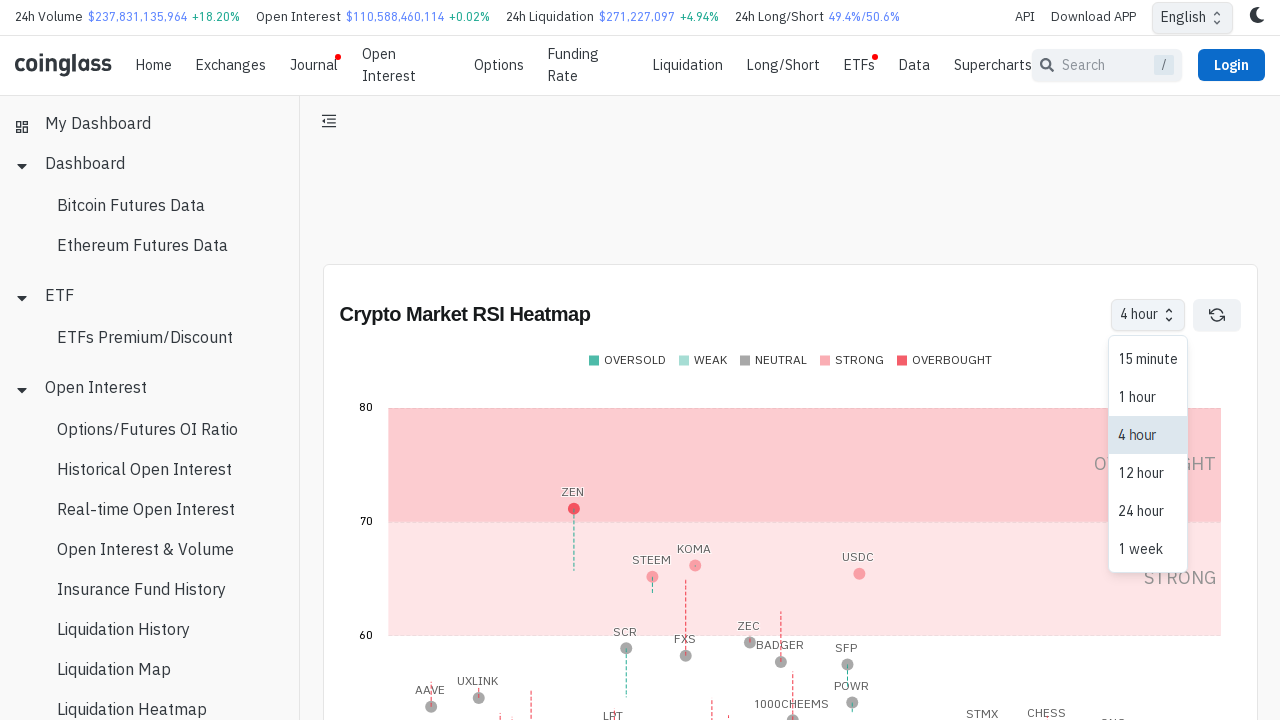 24h Volume $237,831,135,964 +18.20% Open Interest $110,588,460,114 +0.02% 24h Liquidation $271,227,097 +4.94% 24h Long/Short 49.4%/50.6% API Download APP English
coinglass Home Exchanges Journal Open Interest Options Funding Rate Liquidation Long/Short ETFs Data Supercharts Search / Login
My Dashboard
Dashboard
Bitcoin Futures Data
Ethereum Futures Data
ETF
ETFs Premium/Discount
Open Interest
Options/Futures OI Ratio
Historical Open Interest
Real-time Open Interest
Open Interest & Volume
Insurance Fund History
Liquidation History
Liquidation Map
Liquidation Heatmap
Crypto Market RSI Heatmap 4 hour
OVERSOLD WEAK NEUTRAL STRONG OVERBOUGHT
15 minute
1 hour
4 hour
12 hour
24 hour
1 week
80
70
STRONG
60
ZEN
STEEM KOMA USDC
SCR FXS ZEC BADGER SFP
AAVE UXLINK POWR
LRT 1000CHEEMS STMX CHESS